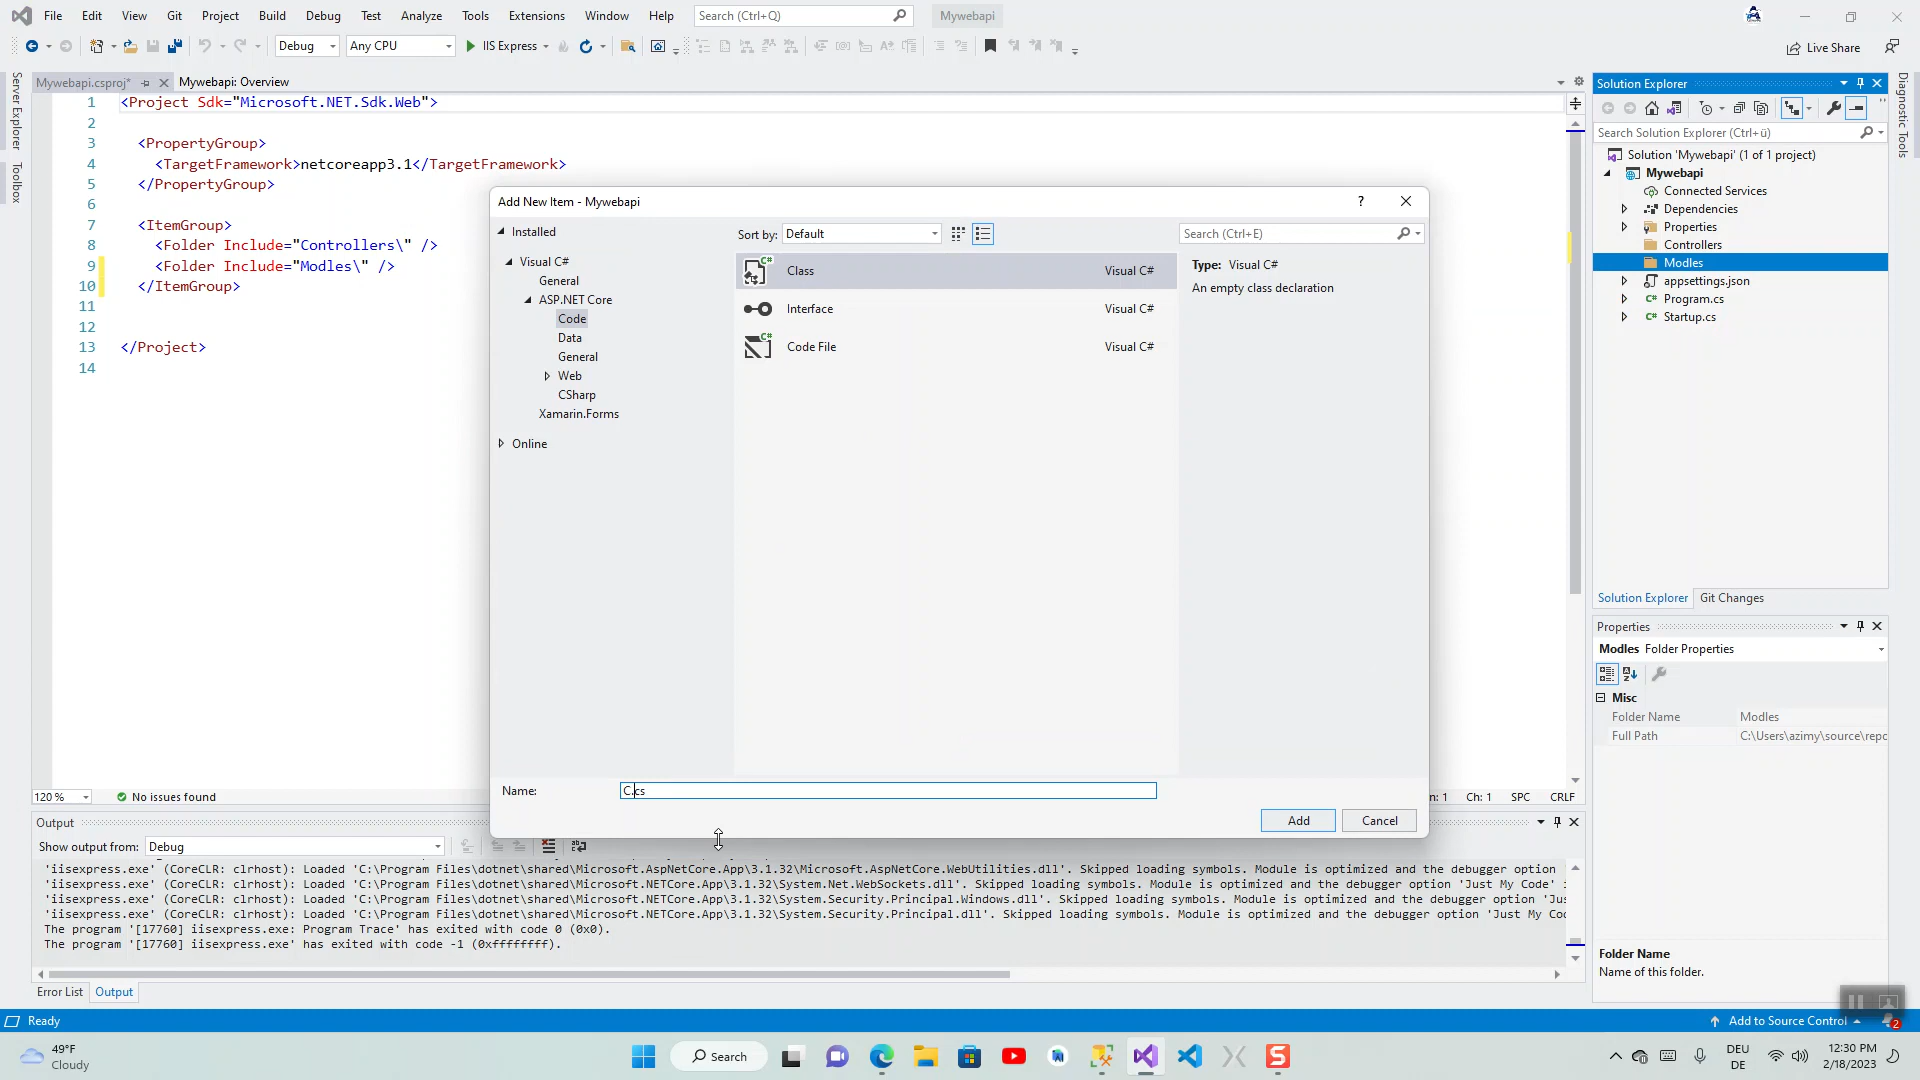 File Edit View Git Project Build Debug Test Analyze Tools Extensions Window Help Search (Ctrl+Q) Mywebapi
Debug Any CPU IIS Express Live Share
Server Explorer
Toolbox
Mywebapi.csproj* Mywebapi: Overview
1 <Project Sdk="Microsoft.NET.Sdk.Web">
2
3 <PropertyGroup>
4 <TargetFramework>netcoreapp3.1</TargetFramework>
5 </PropertyGroup>
6
7 <ItemGroup>
8 <Folder Include="Controllers\" />
9 <Folder Include="Modles\" />
10 </ItemGroup>
11
12
13 </Project>
14
120 % No issues found
Ch: 1 SPC CRLF
Add New Item - Mywebapi ?
Installed
Visual C#
General
ASP.NET Core
Code
Data
General
Web
CSharp
Xamarin.Forms
Online
Sort by: Default
Class Visual C#
Interface Visual C#
Code File Visual C#
Search (Ctrl+E)
Type: Visual C#
An empty class declaration
Name: C.cs
Add Cancel
Solution Explorer
Search Solution Explorer (Ctrl+ü)
Solution 'Mywebapi' (1 of 1 project)
Mywebapi
Connected Services
Dependencies
Properties
Controllers
Modles
appsettings.json
C# Program.cs
C# Startup.cs
Solution Explorer Git Changes
Diagnostic Tools
Properties
Modles Folder Properties
Misc
Folder Name Modles
Full Path C:\Users\azimy\source\repo
Folder Name
Name of this folder.
Output
Show output from: Debug
'iisexpress.exe' (CoreCLR: clrhost): Loaded 'C:\Program Files\dotnet\shared\Microsoft.AspNetCore.App\3.1.32\Microsoft.AspNetCore.WebUtilities.dll'. Skipped loading symbols. Module is optimized and the debugger option
'iisexpress.exe' (CoreCLR: clrhost): Loaded 'C:\Program Files\dotnet\shared\Microsoft.NETCore.App\3.1.32\System.Net.WebSockets.dll'. Skipped loading symbols. Module is optimized and the debugger option 'Just My Code'
'iisexpress.exe' (CoreCLR: clrhost): Loaded 'C:\Program Files\dotnet\shared\Microsoft.NETCore.App\3.1.32\System.Security.Principal.Windows.dll'. Skipped loading symbols. Module is optimized and the debugger option 'Jus
'iisexpress.exe' (CoreCLR: clrhost): Loaded 'C:\Program Files\dotnet\shared\Microsoft.NETCore.App\3.1.32\System.Security.Principal.dll'. Skipped loading symbols. Module is optimized and the debugger option 'Just My Cod
The program '[17760] iisexpress.exe: Program Trace' has exited with code 0 (0x0).
The program '[17760] iisexpress.exe' has exited with code -1 (0xffffffff).
Error List Output
Ready Add to Source Control 2
49°F
Cloudy
Search
DEU
DE
12:30 PM
2/18/2023